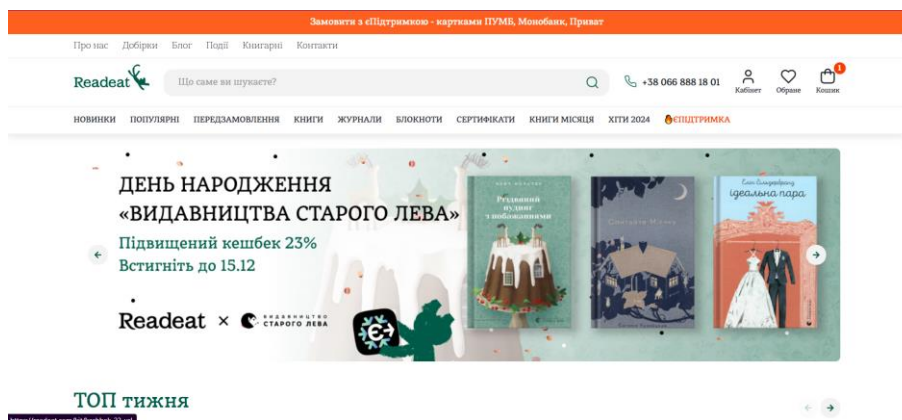 Замовити з єПідтримкою - картками ПУМБ, Монобанк, Приват
Про нас Добірки Блог Події Книгарні Контакти
Readeat
Що саме ви шукаєте?
+38 066 888 18 01
1
Кабінет Обране Кошик
НОВИНКИ ПОПУЛЯРНІ ПЕРЕДЗАМОВЛЕННЯ КНИГИ ЖУРНАЛИ БЛОКНОТИ СЕРТИФІКАТИ КНИГИ МІСЯЦЯ ХІТИ 2024 ЄПІДТРИМКА
ДЕНЬ НАРОДЖЕННЯ
«ВИДАВНИЦТВА СТАРОГО ЛЕВА»
Підвищений кешбек 23%
Встигніть до 15.12
Readeat × ВИДАВНИЦТВО
СТАРОГО ЛЕВА
Є
Різдвяний
пудинг
з побажаннями
ідеальна пара
ТОП тижня